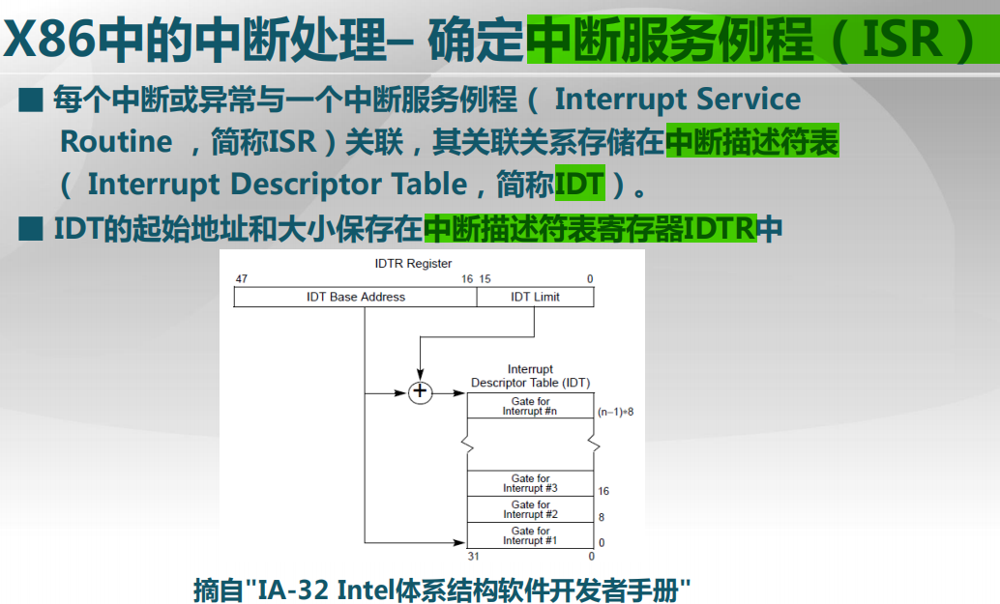 X86中的中断处理– 确定中断服务例程（ISR）
■ 每个中断或异常与一个中断服务例程（ Interrupt Service
Routine ，简称ISR）关联，其关联关系存储在中断描述符表
（ Interrupt Descriptor Table，简称IDT）。
■ IDT的起始地址和大小保存在中断描述符表寄存器IDTR中
IDTR Register
47 16 15 0
IDT Base Address IDT Limit
+
Interrupt
Descriptor Table (IDT)
Gate for
Interrupt #n
(n–1)∗8
Gate for
Interrupt #3
16
Gate for
Interrupt #2
8
Gate for
Interrupt #1
0
31 0
摘自"IA-32 Intel体系结构软件开发者手册"